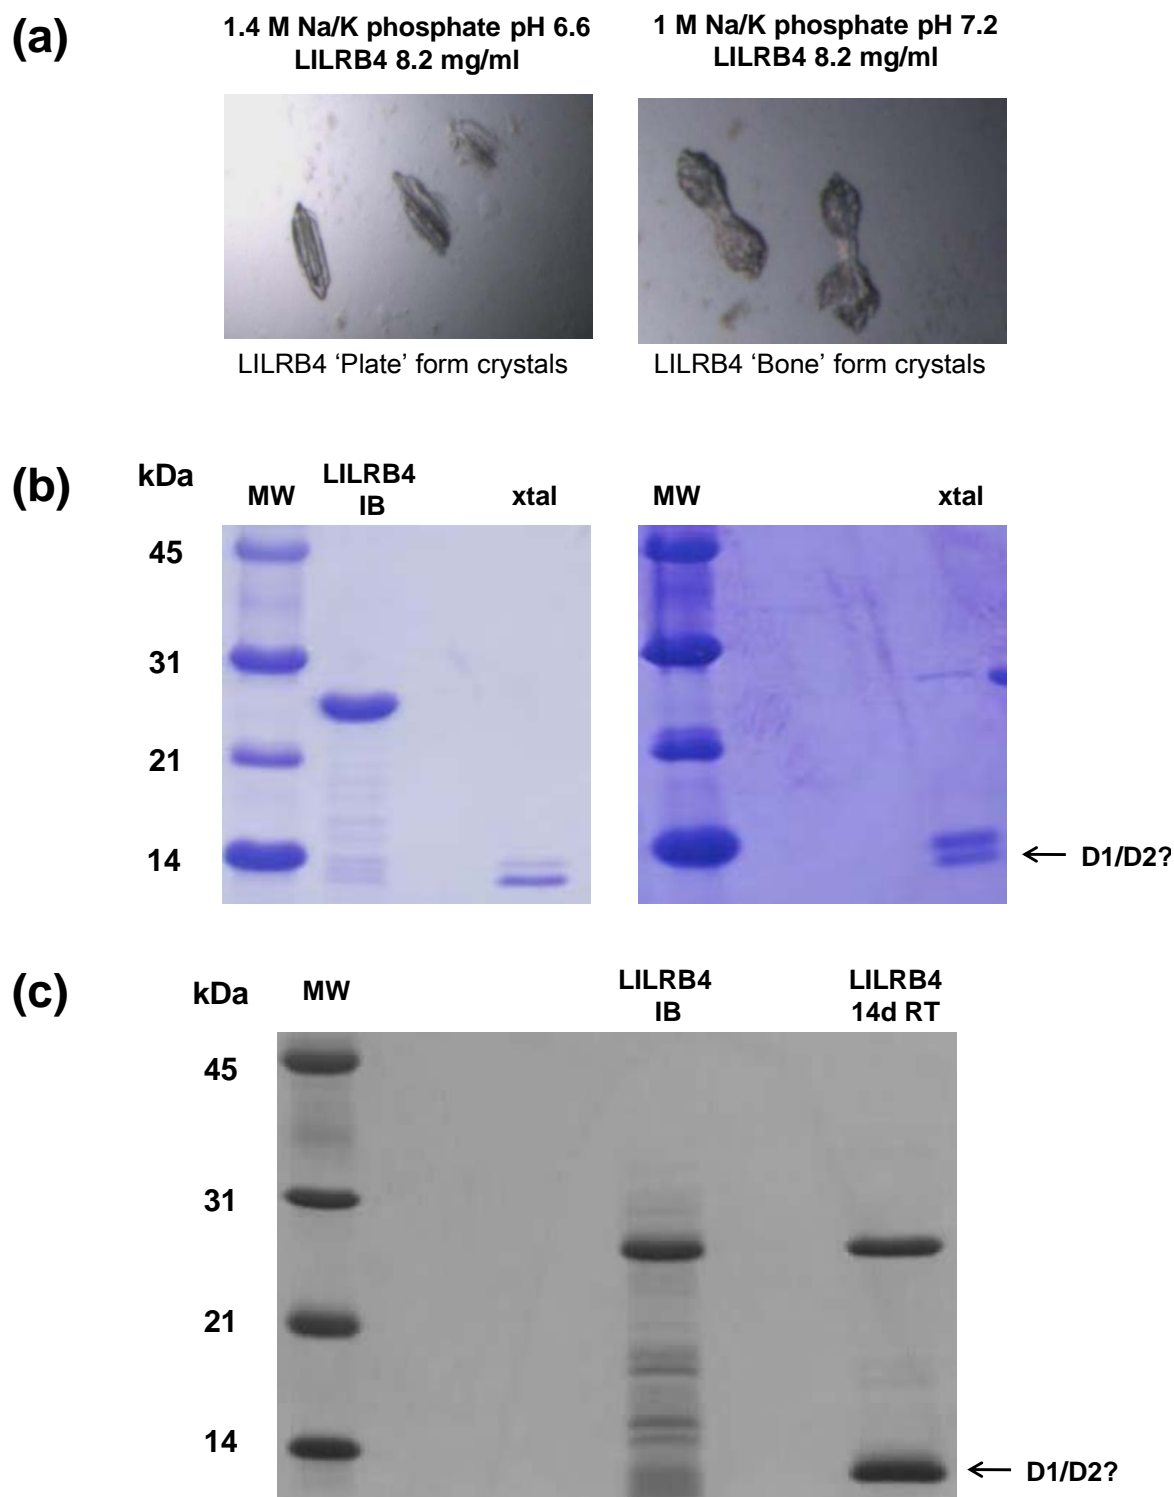 (a)
1.4 M Na/K phosphate pH 6.6
LILRB4 8.2 mg/ml
1 M Na/K phosphate pH 7.2
LILRB4 8.2 mg/ml
LILRB4 ‘Plate’ form crystals
LILRB4 ‘Bone’ form crystals
(b)
kDa
MW
LILRB4
IB
xtal
MW
xtal
45
31
21
14
D1/D2?
(c)
kDa
MW
LILRB4
IB
LILRB4
14d RT
45
31
21
14
D1/D2?